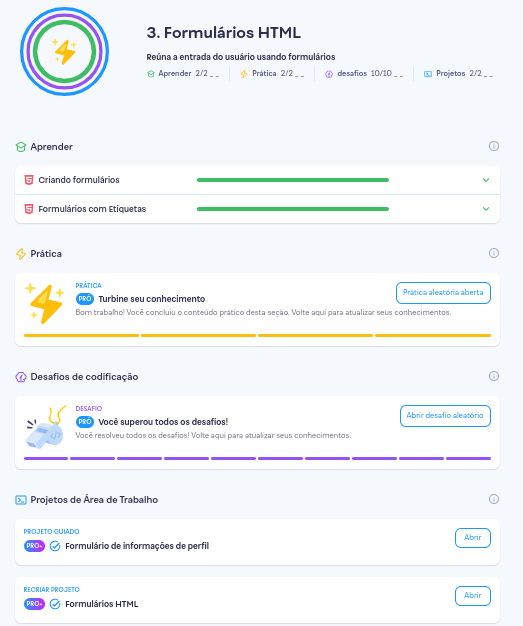 3. Formulários HTML
Reúna a entrada do usuário usando formulários
Aprender 2/2 _ _ Prática 2/2 _ _ desafios 10/10 _ _ Projetos 2/2 _ _
Aprender
Criando formulários
Formulários com Etiquetas
Prática
PRÁTICA
PRÓ Turbine seu conhecimento
Prática aleatória aberta
Bom trabalho! Você concluiu o conteúdo prático desta seção. Volte aqui para atualizar seus conhecimentos.
Desafios de codificação
DESAFIO
PRÓ Você superou todos os desafios!
Abrir desafio aleatório
Você resolveu todos os desafios! Volte aqui para atualizar seus conhecimentos.
Projetos de Área de Trabalho
PROJETO GUIADO
PRO+ Formulário de informações de perfil
Abrir
RECRIAR PROJETO
PRO+ Formulários HTML
Abrir